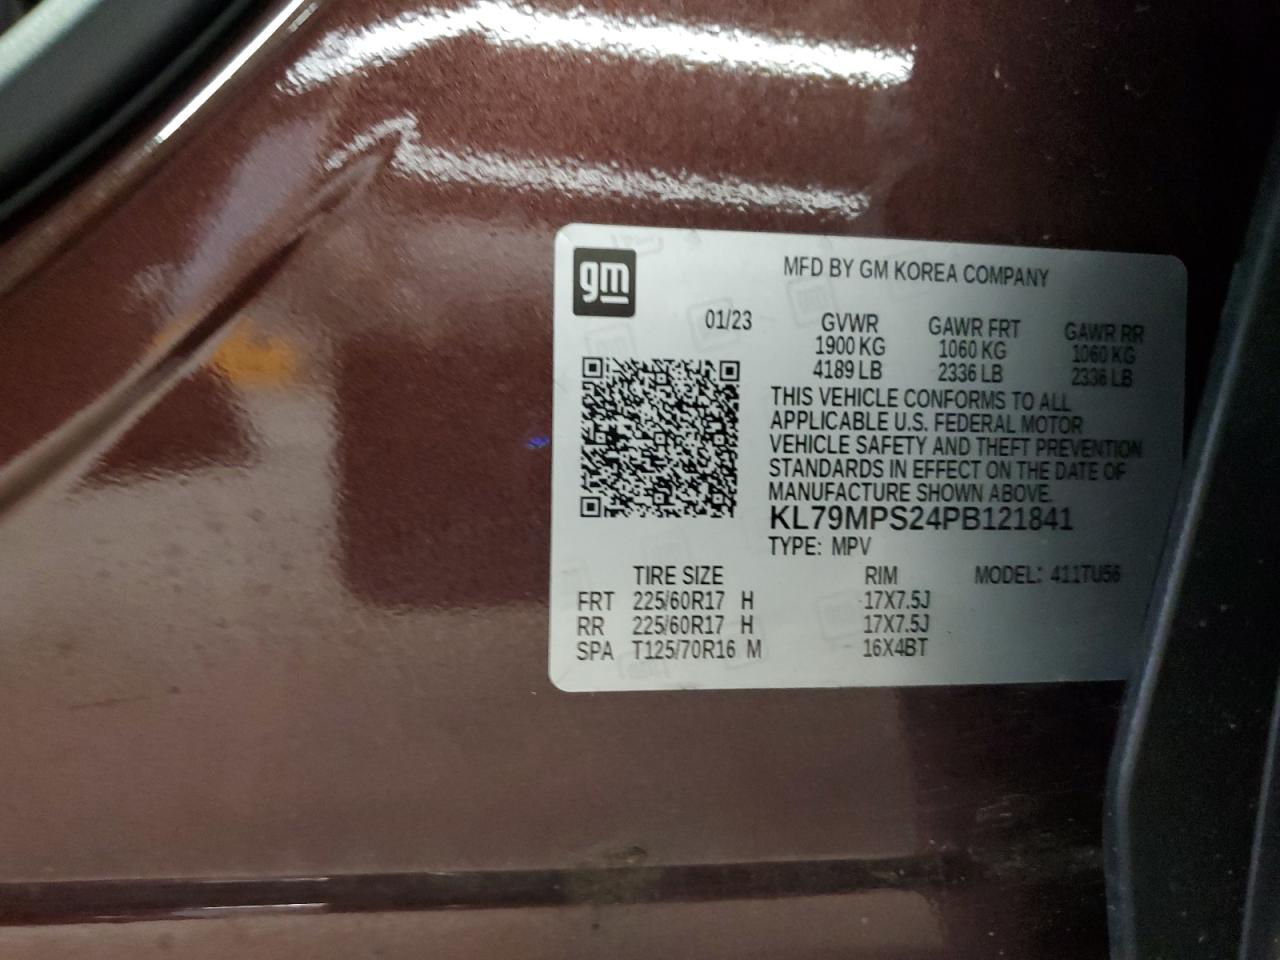 gm
MFD BY GM KOREA COMPANY
01/23 GVWR GAWR FRT GAWR RR
1900 KG 1060 KG 1060 KG
4189 LB 2336 LB 2336 LB
THIS VEHICLE CONFORMS TO ALL
APPLICABLE U.S. FEDERAL MOTOR
VEHICLE SAFETY AND THEFT PREVENTION
STANDARDS IN EFFECT ON THE DATE OF
MANUFACTURE SHOWN ABOVE.
KL79MPS24PB121841
TYPE: MPV
TIRE SIZE RIM MODEL: 411TU56
FRT 225/60R17 H 17X7.5J
RR 225/60R17 H 17X7.5J
SPA T125/70R16 M 16X4BT